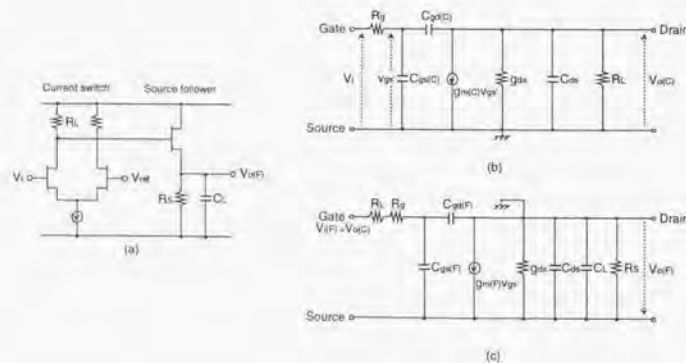 Current switch
Source follower
RL
Vi
Vref
RS
CL
Vo(F)
(a)
Gate
Rg
Cgd(C)
Drain
Vi
vgs
Cgs(C)
gm(C)vgs
gds
Cds
RL
Vo(C)
Source
(b)
Gate
Vi(F) =Vo(C)
RL
Rg
Cgd(F)
Drain
Cgs(F)
gm(F)vgs
gds
Cds
CL
RS
Vo(F)
Source
(c)